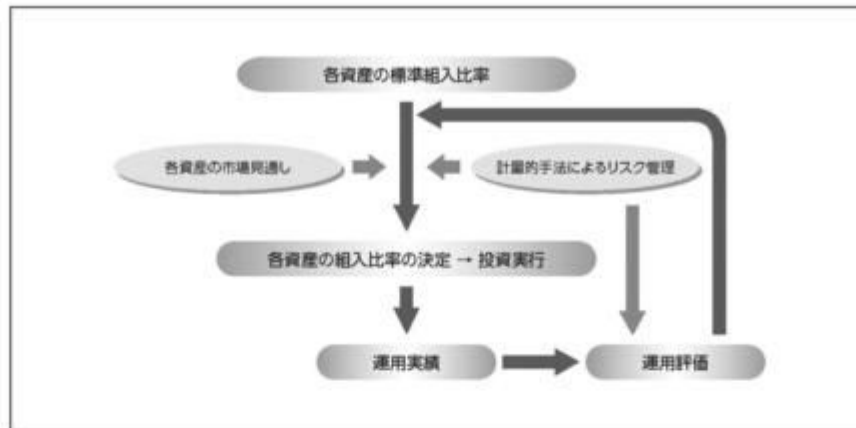 各資産の標準組入比率
各資産の市場見通し
計量的手法によるリスク管理
各資産の組入比率の決定 → 投資実行
運用実績
運用評価